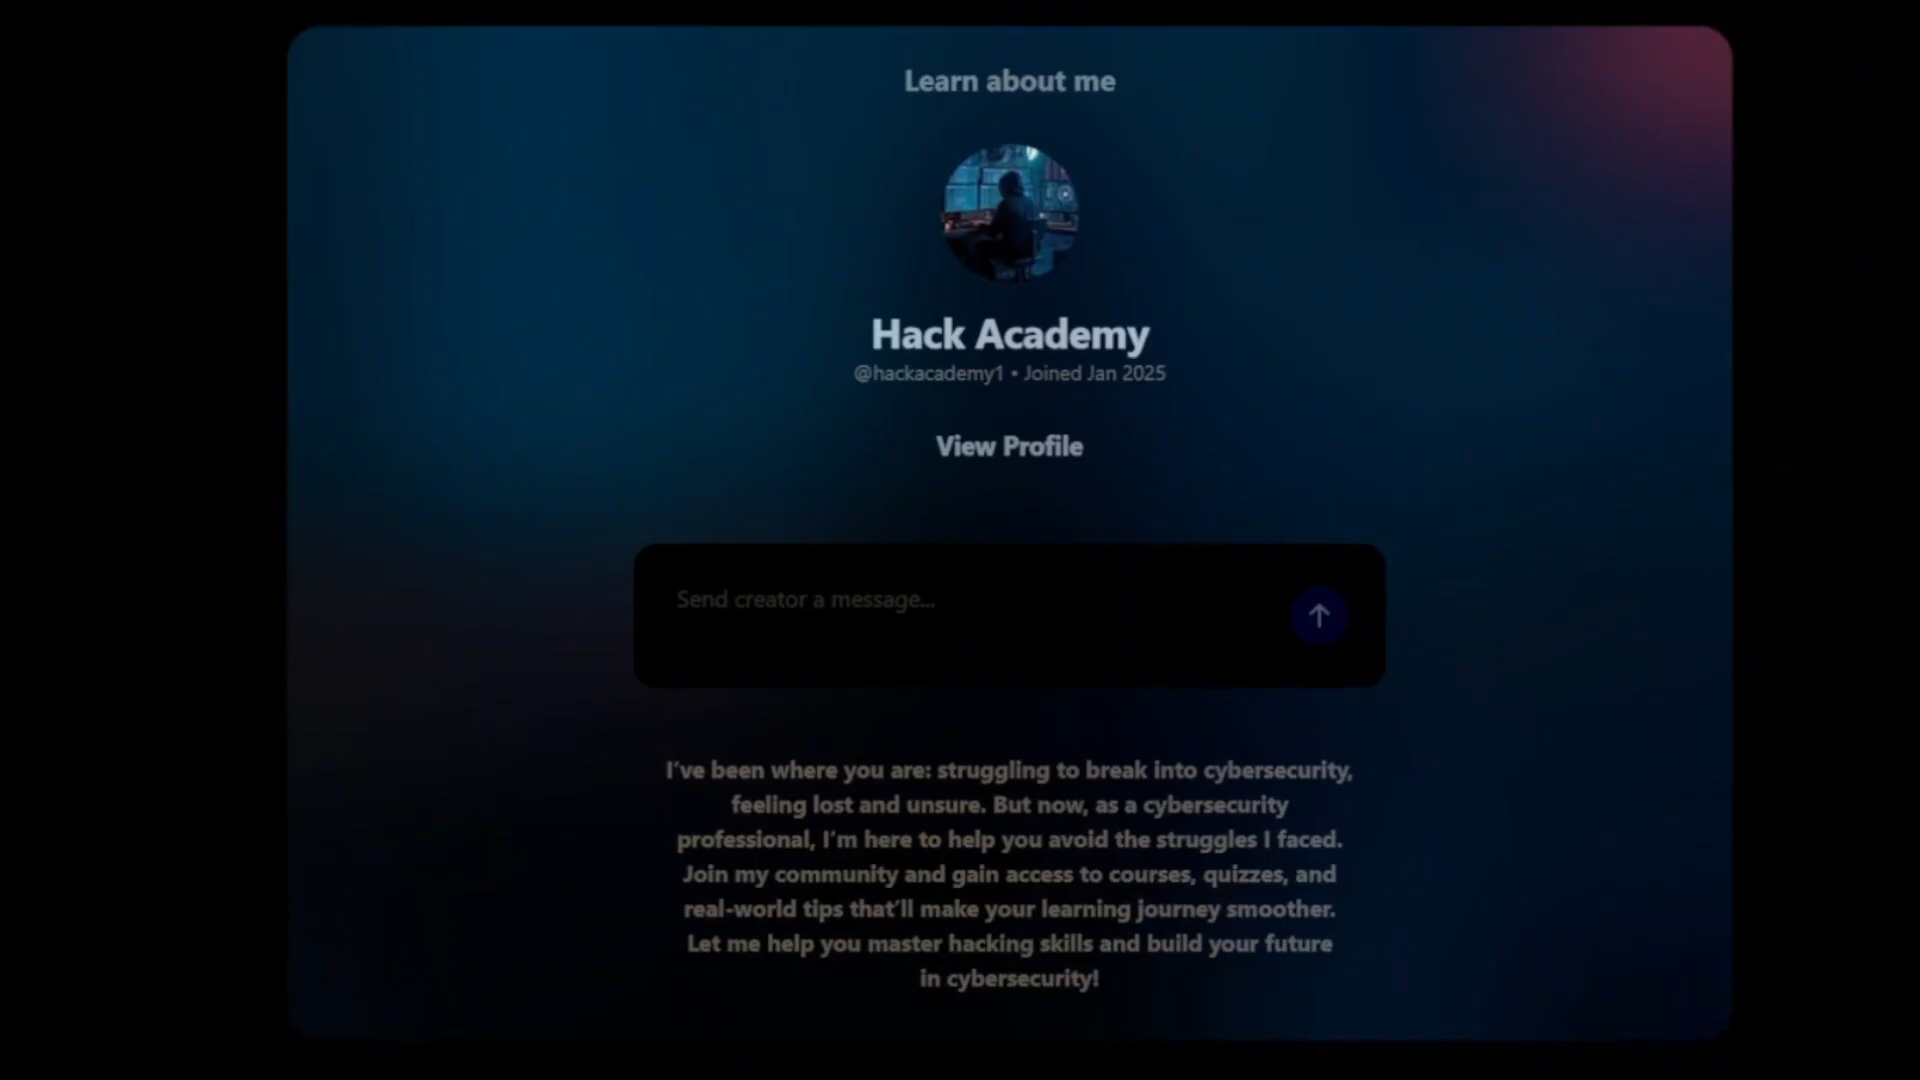 Learn about me
Hack Academy
@hackacademy1 • Joined Jan 2025
View Profile
Send creator a message...
I’ve been where you are: struggling to break into cybersecurity,
feeling lost and unsure. But now, as a cybersecurity
professional, I’m here to help you avoid the struggles I faced.
Join my community and gain access to courses, quizzes, and
real-world tips that’ll make your learning journey smoother.
Let me help you master hacking skills and build your future
in cybersecurity!